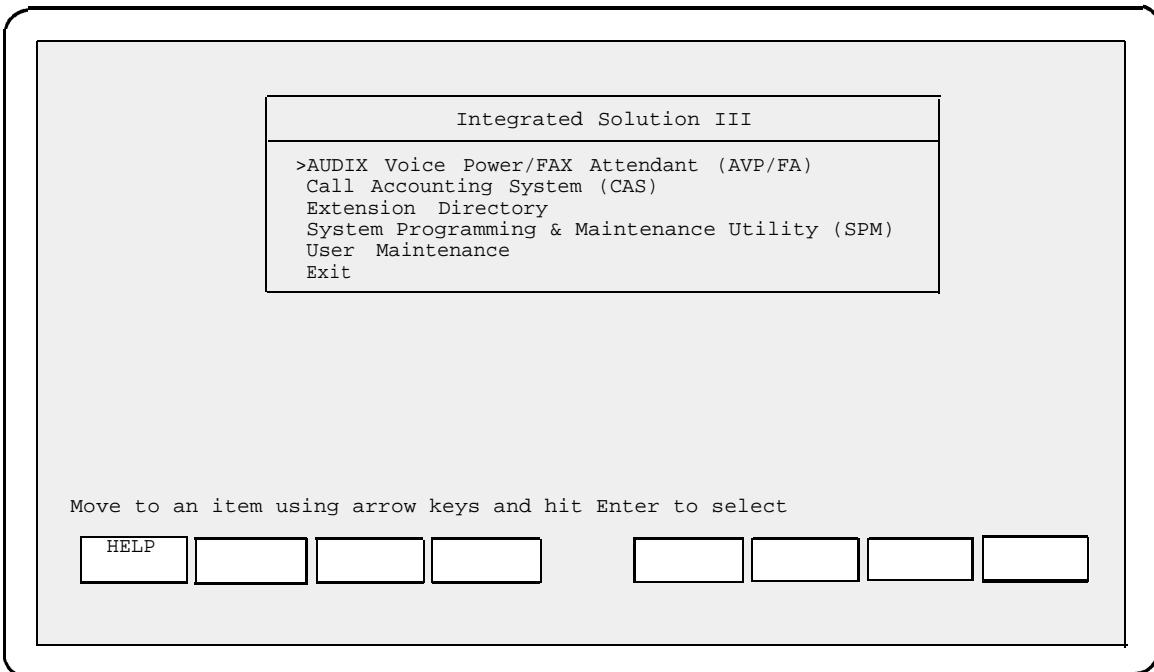 Integrated Solution III
>AUDIX Voice Power/FAX Attendant (AVP/FA)
Call Accounting System (CAS)
Extension Directory
System Programming & Maintenance Utility (SPM)
User Maintenance
Exit
Move to an item using arrow keys and hit Enter to select
HELP